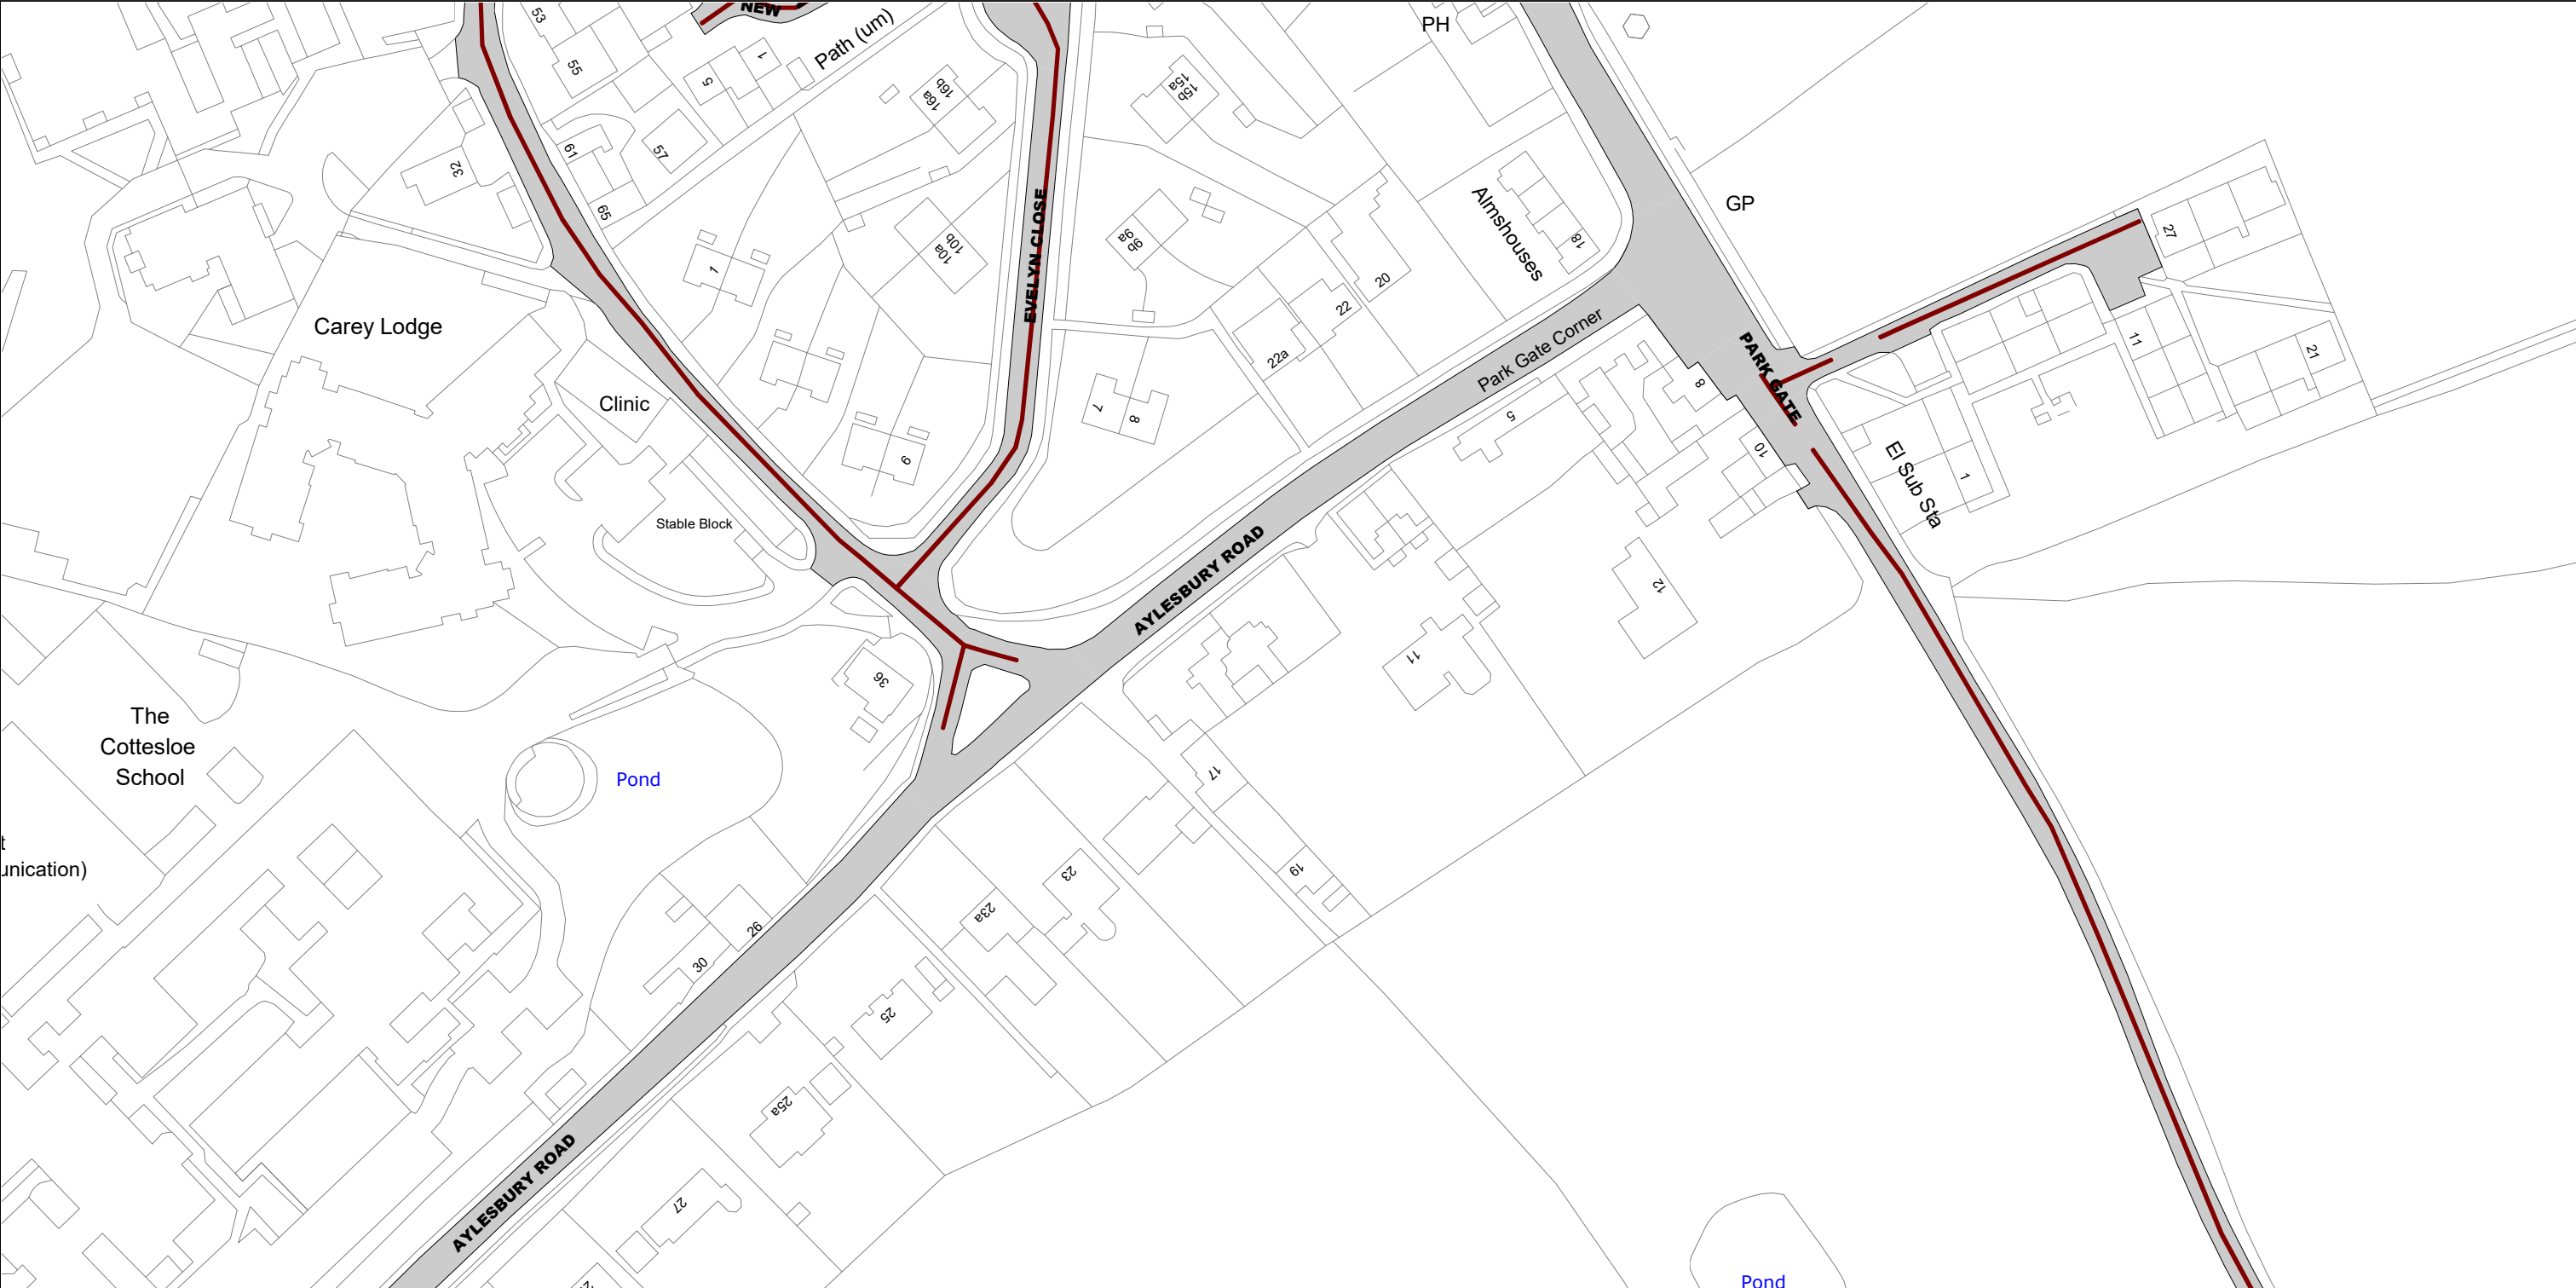 NEW
53
55
Path (um)
1
5
57
61
65
32
16b
16a
15a
15b
PH
GP
Almshouses
18
20
22
22a
9a
9b
10b
10a
EVELYN CLOSE
1
Carey Lodge
Clinic
Stable Block
6
7
8
Park Gate Corner
PARK GATE
5
8
10
El Sub Sta
1
27
11
21
AYLESBURY ROAD
12
11
36
The
Cottesloe
School
Pond
17
19
23
23a
26
30
25
25a
27
AYLESBURY ROAD
unication)
Pond